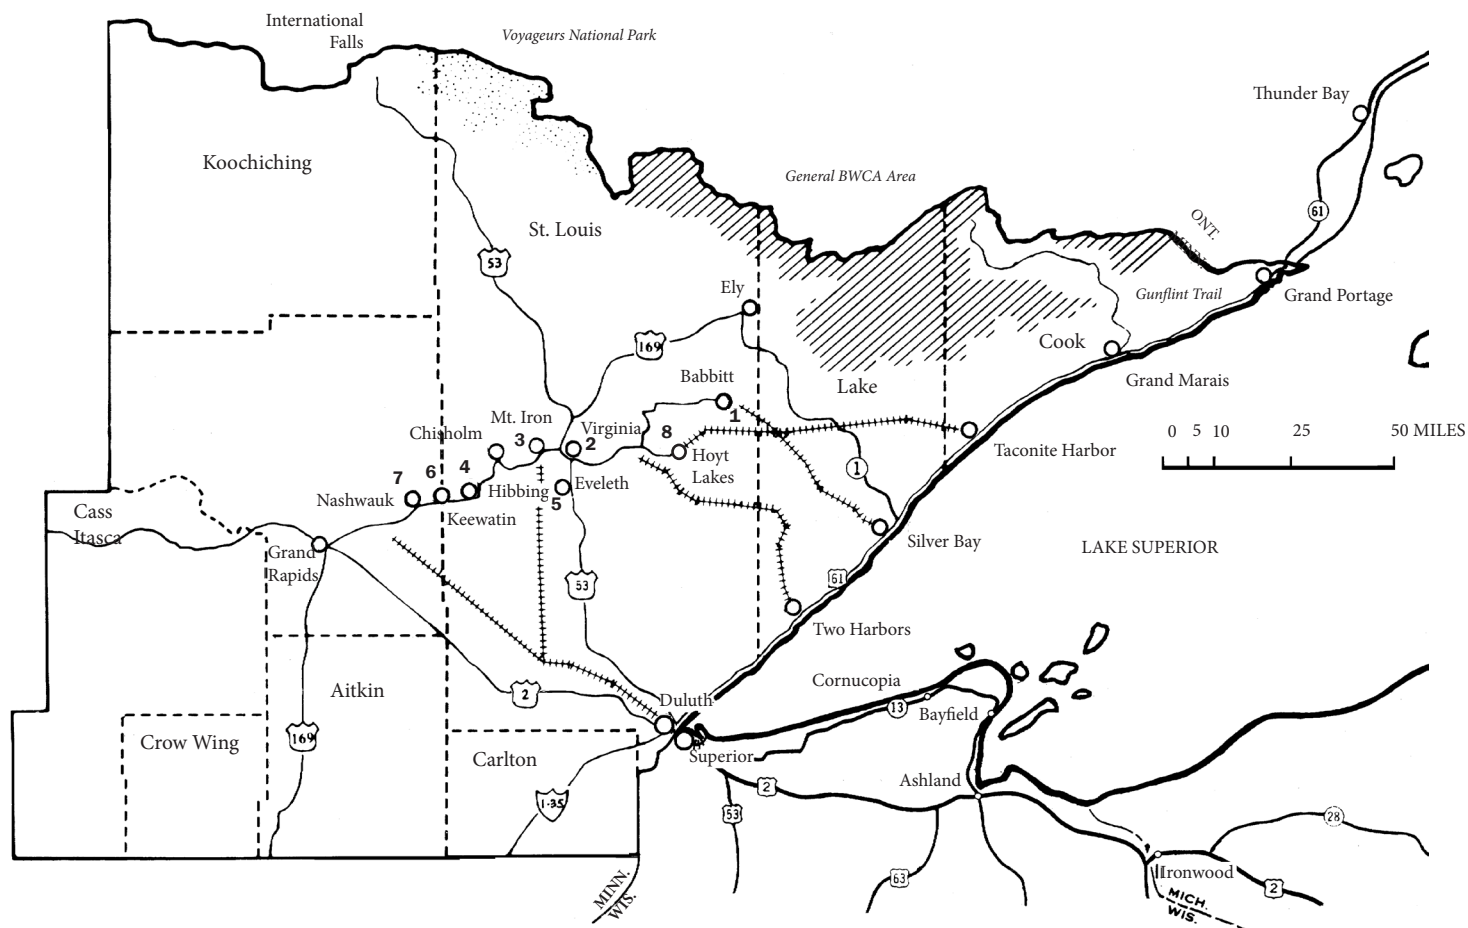 International
Falls
Voyageurs National Park
Thunder Bay
Koochiching
General BWCA Area
61
ONT.
St. Louis
53
Ely
Gunflint Trail
Grand Portage
169
Cook
Babbitt
Lake
Grand Marais
1
Mt. Iron
Virginia
Chisholm
3
2
8
Taconite Harbor
0 5 10 25 50 MILES
Hoyt
Lakes
1
7
6
4
Nashwauk
Hibbing
Eveleth
5
Keewatin
Cass
Itasca
Grand
Rapids
Silver Bay
LAKE SUPERIOR
53
61
Two Harbors
Aitkin
2
Duluth
Cornucopia
13
Bayfield
169
Crow Wing
Carlton
Superior
Ashland
2
I-35
53
28
63
Ironwood
2
MINN.
WIS.
MICH.
WIS.